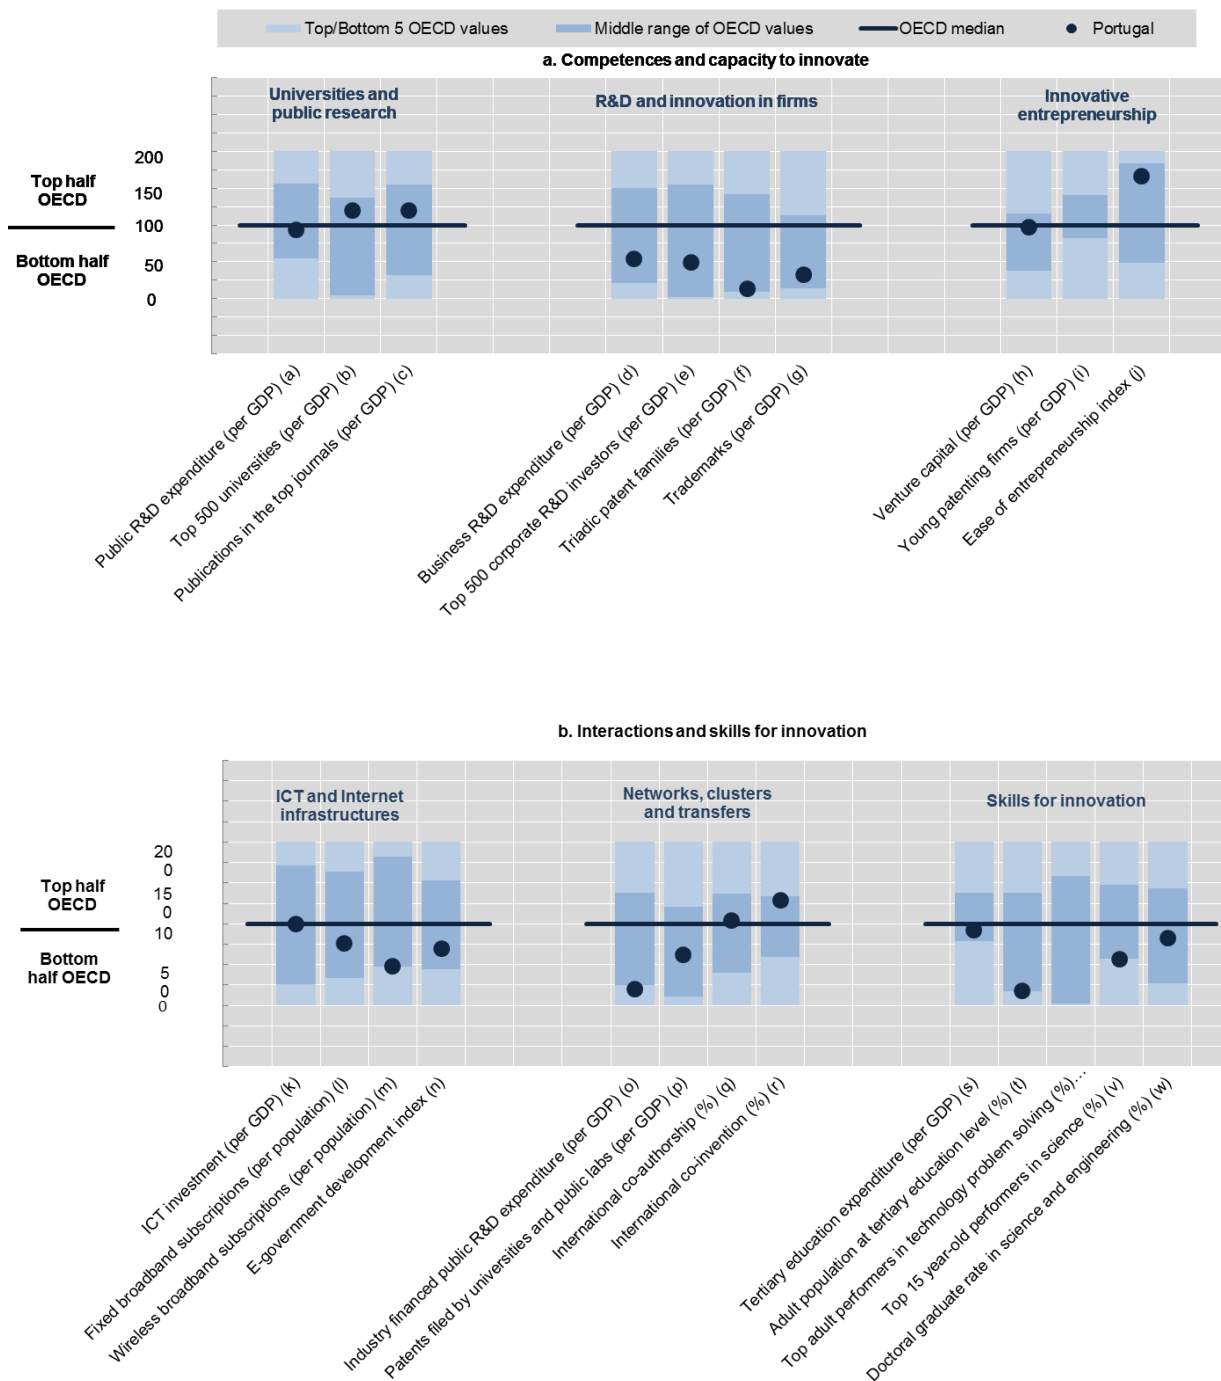 Top/Bottom 5 OECD values Middle range of OECD values OECD median Portugal
a. Competences and capacity to innovate
Universities and
public research
R&D and innovation in firms
Innovative
entrepreneurship
200
150
100
50
0
Top half
OECD
Bottom half
OECD
Public R&D expenditure (per GDP) (a)
Top 500 universities (per GDP) (b)
Publications in the top journals (per GDP) (c)
Business R&D expenditure (per GDP) (d)
Top 500 corporate R&D investors (per GDP) (e)
Triadic patent families (per GDP) (f)
Trademarks (per GDP) (g)
Venture capital (per GDP) (h)
Young patenting firms (per GDP) (i)
Ease of entrepreneurship index (j)
b. Interactions and skills for innovation
ICT and Internet
infrastructures
Networks, clusters
and transfers
Skills for innovation
20
0
15
0
10
5
0
0
Top half
OECD
Bottom
half OECD
ICT investment (per GDP) (k)
Fixed broadband subscriptions (per population) (l)
Wireless broadband subscriptions (per population) (m)
E-government development index (n)
Industry financed public R&D expenditure (per GDP) (o)
Patents filed by universities and public labs (per GDP) (p)
International co-authorship (%) (q)
International co-invention (%) (r)
Tertiary education expenditure (per GDP) (s)
Adult population at tertiary education level (%) (t)
Top adult performers in technology problem solving (%)...
Top 15 year-old performers in science (%) (v)
Doctoral graduate rate in science and engineering (%) (w)